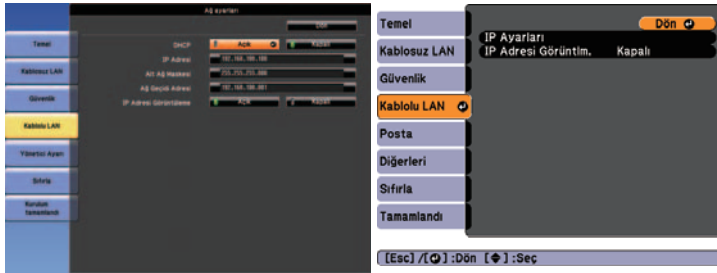 Ağ ayarları
Dön
Temel
Kablosuz LAN
Güvenlik
Kablolu LAN
Yönetici Ayarı
Sıfırla
Kurulum
tamamlandı
DHCP Açık Kapalı
IP Adresi
Alt Ağ Maskesi
Ağ Geçidi Adresi
IP Adresi Görüntüleme Açık Kapalı
Temel
Kablosuz LAN
Güvenlik
Kablolu LAN
Posta
Diğerleri
Sıfırla
Tamamlandı
Dön
IP Ayarları
IP Adresi Görüntlm. Kapalı
[Esc] /[ ] :Dön [ ] :Seç